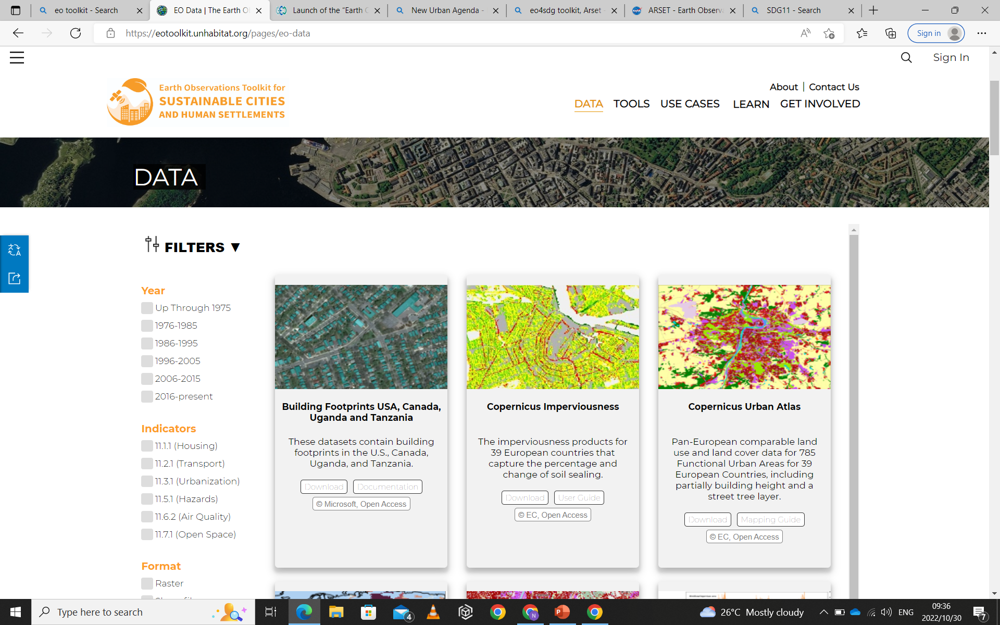 eo toolkit - Search
EO Data | The Earth O
Launch of the "Earth O
New Urban Agenda -
eo4sdg toolkit, Arset -
ARSET - Earth Observa
SDG11 - Search
https://eotoolkit.unhabitat.org/pages/eo-data
Sign in
Sign In
Earth Observations Toolkit for
SUSTAINABLE CITIES
AND HUMAN SETTLEMENTS
About | Contact Us
DATA TOOLS USE CASES LEARN GET INVOLVED
DATA
FILTERS ▼
Year
Up Through 1975
1976-1985
1986-1995
1996-2005
2006-2015
2016-present
Indicators
11.1.1 (Housing)
11.2.1 (Transport)
11.3.1 (Urbanization)
11.5.1 (Hazards)
11.6.2 (Air Quality)
11.7.1 (Open Space)
Format
Raster
Building Footprints USA, Canada,
Uganda and Tanzania
These datasets contain building
footprints in the U.S., Canada,
Uganda, and Tanzania.
Download Documentation
© Microsoft, Open Access
Copernicus Imperviousness
The imperviousness products for
39 European countries that
capture the percentage and
change of soil sealing.
Download User Guide
© EC, Open Access
Copernicus Urban Atlas
Pan-European comparable land
use and land cover data for 785
Functional Urban Areas for 39
European Countries, including
partially building height and a
street tree layer.
Download Mapping Guide
© EC, Open Access
Type here to search
4
N
26°C Mostly cloudy
ENG
09:36
2022/10/30
7